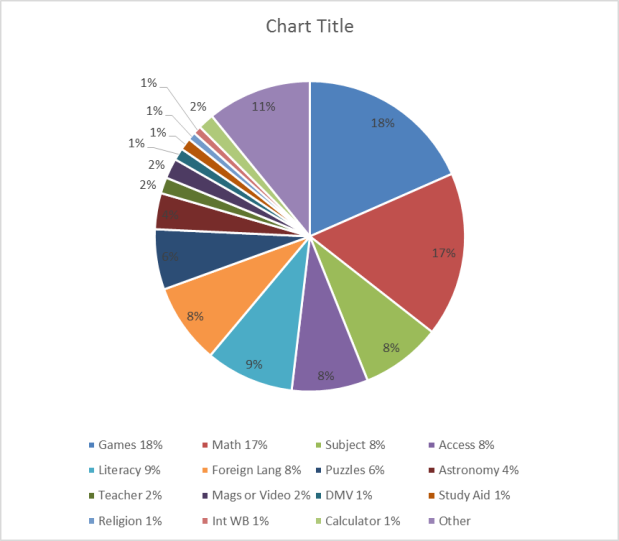 Chart Title
18%
17%
8%
8%
9%
8%
6%
4%
2%
2%
1%
1%
1%
1%
2%
11%
Games 18%
Math 17%
Subject 8%
Access 8%
Literacy 9%
Foreign Lang 8%
Puzzles 6%
Astronomy 4%
Teacher 2%
Mags or Video 2%
DMV 1%
Study Aid 1%
Religion 1%
Int WB 1%
Calculator 1%
Other